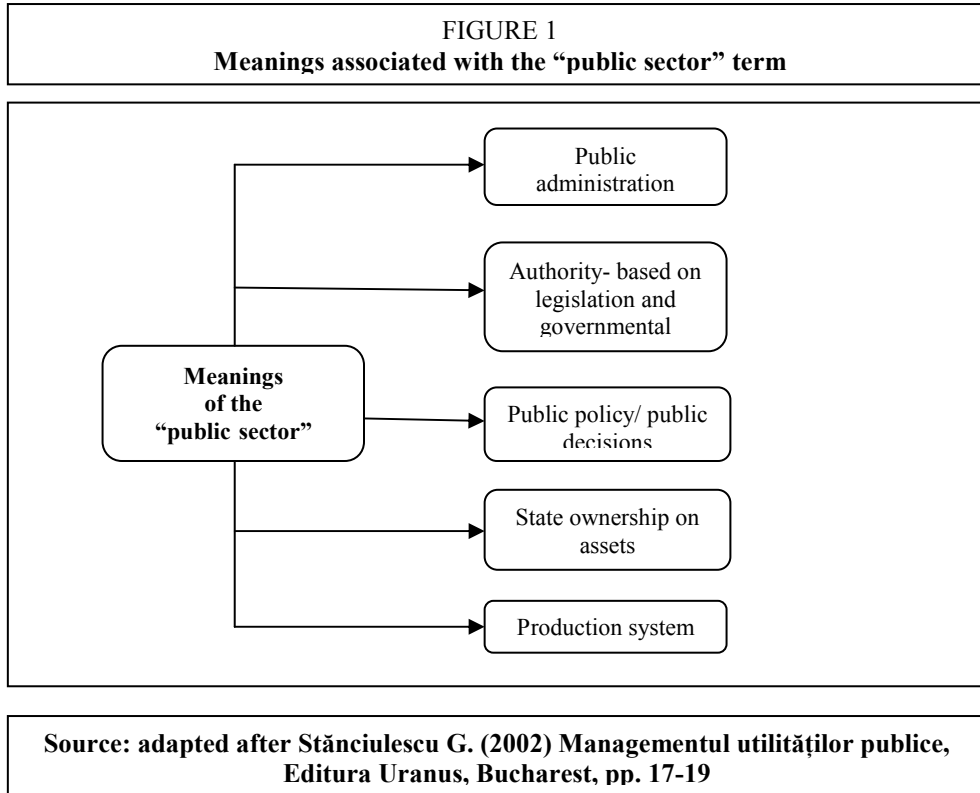 FIGURE 1
Meanings associated with the “public sector” term
Public
administration
Authority- based on
legislation and
governmental
Meanings
of the
“public sector”
Public policy/ public
decisions
State ownership on
assets
Production system
Source: adapted after Stănciulescu G. (2002) Managementul utilităților publice,
Editura Uranus, Bucharest, pp. 17-19